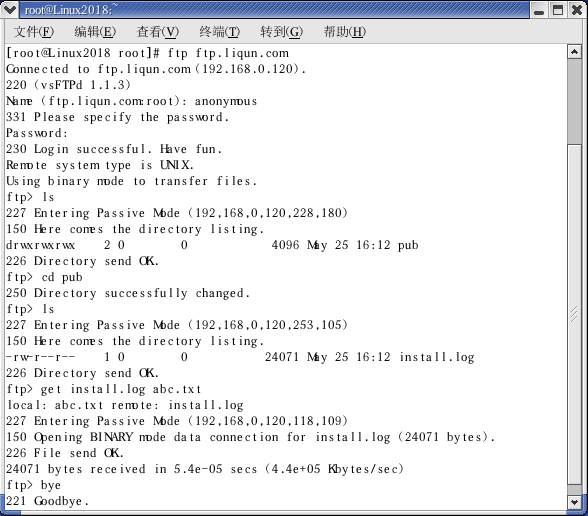 root@Linux2018:~
文件(F) 编辑(E) 查看(V) 终端(T) 转到(G) 帮助(H)
[root@Linux2018 root]# ftp ftp.liqun.com
Connected to ftp.liqun.com (192.168.0.120).
220 (vsFTPd 1.1.3)
Name (ftp.liqun.com:root): anonymous
331 Please specify the password.
Password:
230 Login successful. Have fun.
Remote system type is UNIX.
Using binary mode to transfer files.
ftp> ls
227 Entering Passive Mode (192,168,0,120,228,180)
150 Here comes the directory listing.
drwxrwxrwx    2 0        0            4096 May 25 16:12 pub
226 Directory send OK.
ftp> cd pub
250 Directory successfully changed.
ftp> ls
227 Entering Passive Mode (192,168,0,120,253,105)
150 Here comes the directory listing.
-rw-r--r--    1 0        0           24071 May 25 16:12 install.log
226 Directory send OK.
ftp> get install.log abc.txt
local: abc.txt remote: install.log
227 Entering Passive Mode (192,168,0,120,118,109)
150 Opening BINARY mode data connection for install.log (24071 bytes).
226 File send OK.
24071 bytes received in 5.4e-05 secs (4.4e+05 Kbytes/sec)
ftp> bye
221 Goodbye.